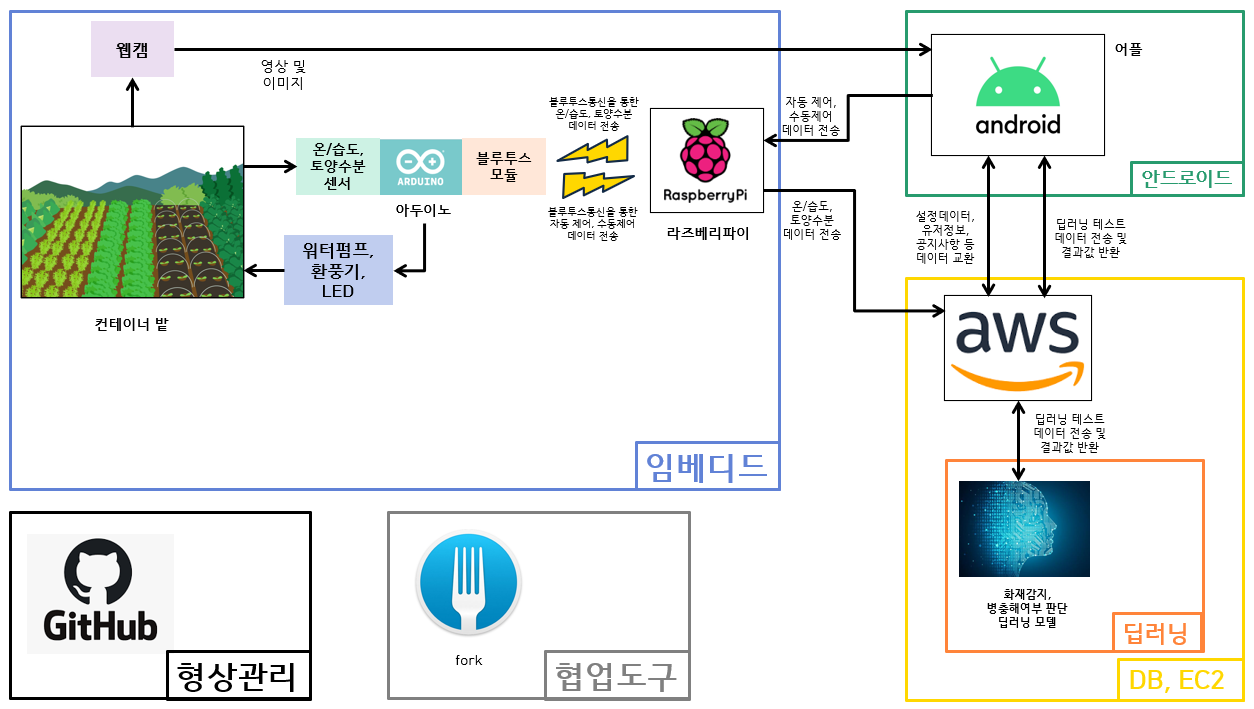 웹캠
영상 및
이미지
컨테이너 밭
온/습도,
토양수분
센서
ARDUINO
아두이노
블루투스
모듈
워터펌프,
환풍기,
LED
블루투스통신을 통한
온/습도, 토양수분
데이터 전송
블루투스통신을 통한
자동 제어, 수동제어
데이터 전송
RaspberryPi
라즈베리파이
자동 제어,
수동제어
데이터 전송
온/습도,
토양수분
데이터 전송
임베디드
android
어플
안드로이드
설정데이터,
유저정보,
공지사항 등
데이터 교환
딥러닝 테스트
데이터 전송 및
결과값 반환
aws
딥러닝 테스트
데이터 전송 및
결과값 반환
화재감지,
병충해여부 판단
딥러닝 모델
딥러닝
DB, EC2
GitHub
형상관리
fork
협업도구